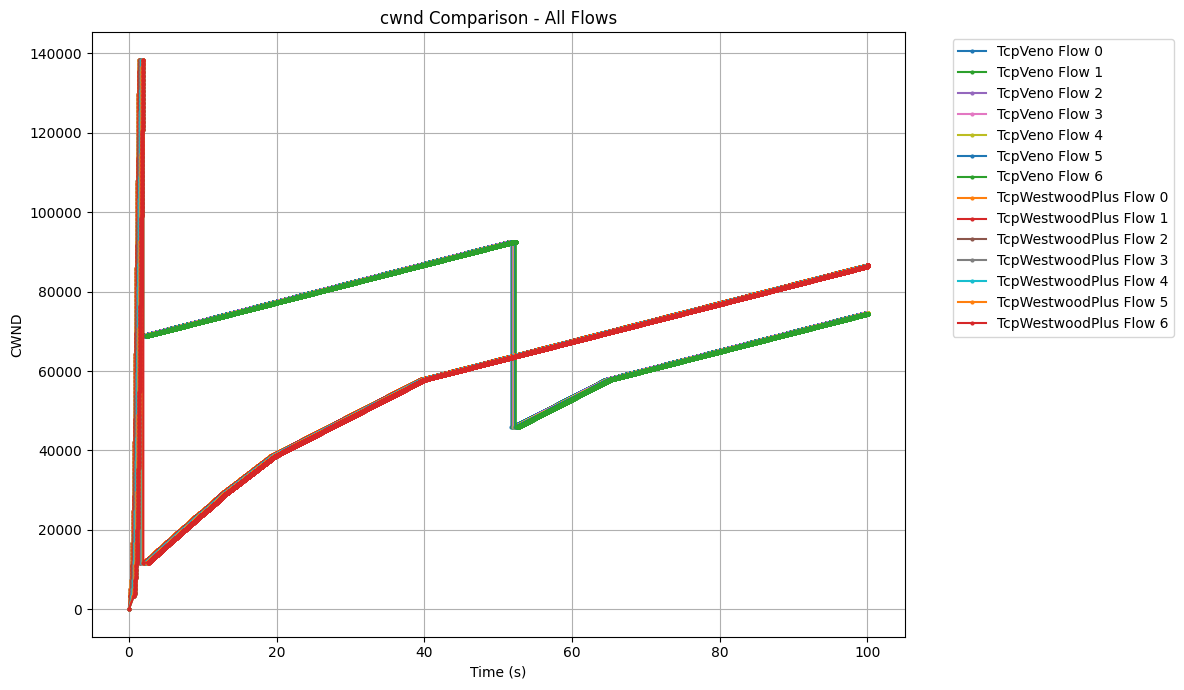 cwnd Comparison - All Flows
140000
120000
100000
80000
60000
40000
20000
0
CWND
0 20 40 60 80 100
Time (s)
TcpVeno Flow 0
TcpVeno Flow 1
TcpVeno Flow 2
TcpVeno Flow 3
TcpVeno Flow 4
TcpVeno Flow 5
TcpVeno Flow 6
TcpWestwoodPlus Flow 0
TcpWestwoodPlus Flow 1
TcpWestwoodPlus Flow 2
TcpWestwoodPlus Flow 3
TcpWestwoodPlus Flow 4
TcpWestwoodPlus Flow 5
TcpWestwoodPlus Flow 6